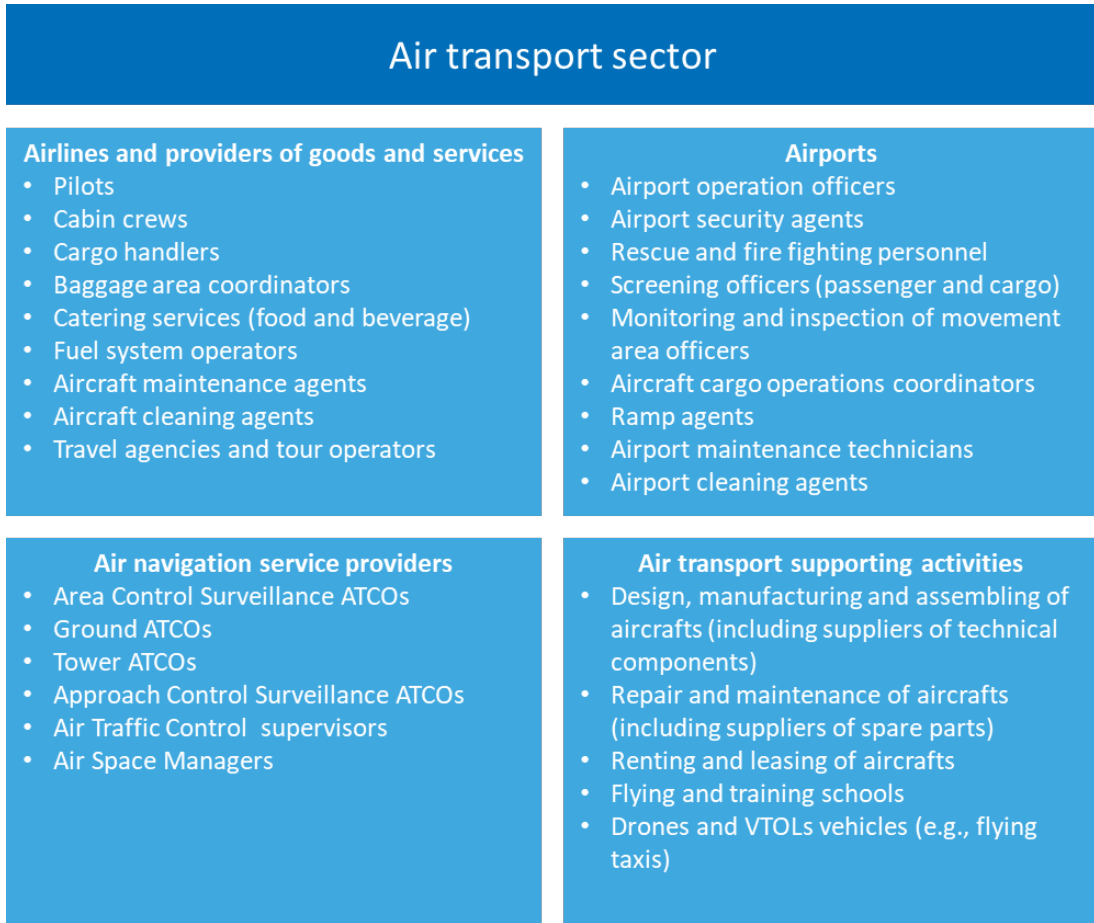 Air transport sector
Airlines and providers of goods and services
• Pilots
• Cabin crews
• Cargo handlers
• Baggage area coordinators
• Catering services (food and beverage)
• Fuel system operators
• Aircraft maintenance agents
• Aircraft cleaning agents
• Travel agencies and tour operators
Airports
• Airport operation officers
• Airport security agents
• Rescue and fire fighting personnel
• Screening officers (passenger and cargo)
• Monitoring and inspection of movement
area officers
• Aircraft cargo operations coordinators
• Ramp agents
• Airport maintenance technicians
• Airport cleaning agents
Air navigation service providers
• Area Control Surveillance ATCOs
• Ground ATCOs
• Tower ATCOs
• Approach Control Surveillance ATCOs
• Air Traffic Control  supervisors
• Air Space Managers
Air transport supporting activities
• Design, manufacturing and assembling of
aircrafts (including suppliers of technical
components)
• Repair and maintenance of aircrafts
(including suppliers of spare parts)
• Renting and leasing of aircrafts
• Flying and training schools
• Drones and VTOLs vehicles (e.g., flying
taxis)